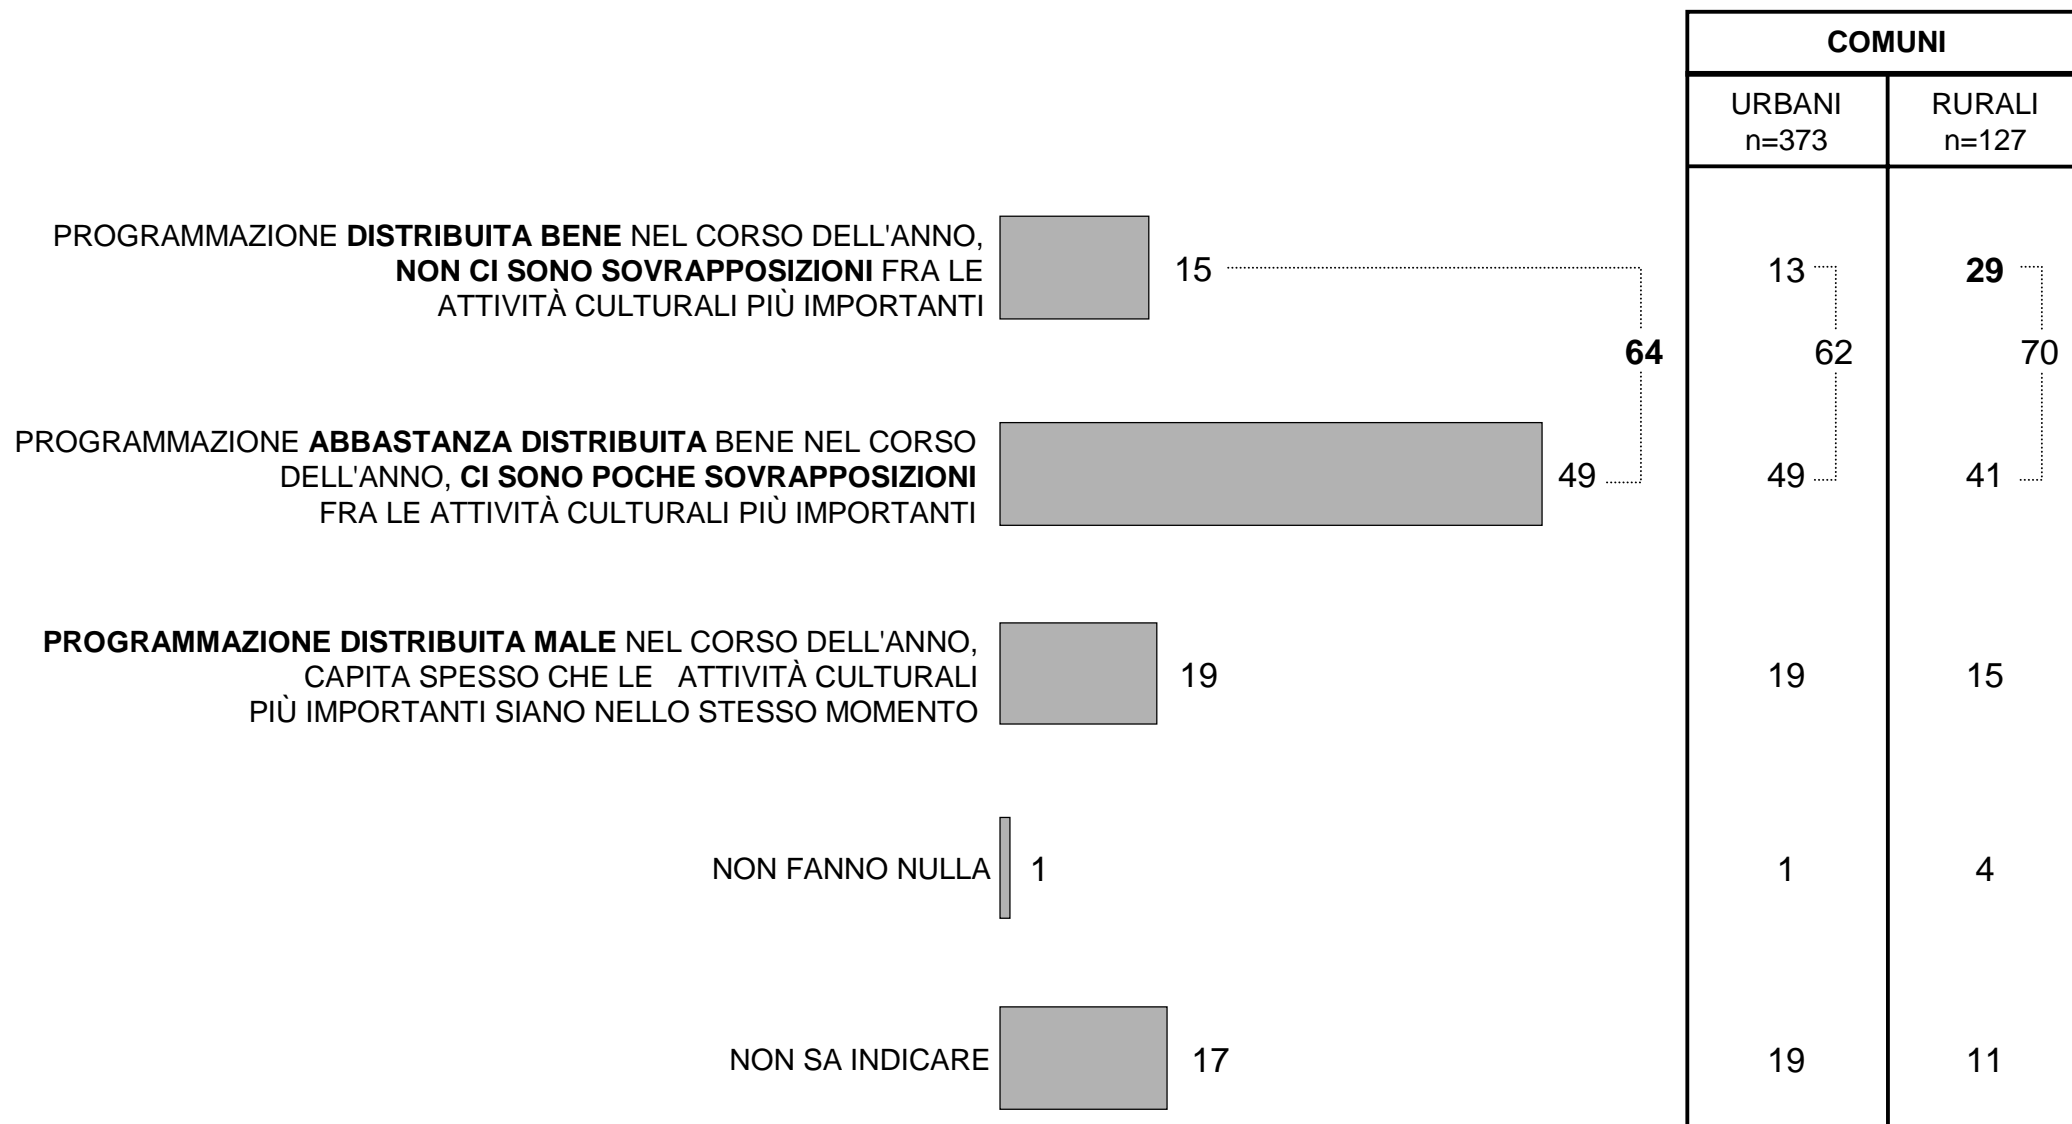 COMUNI
URBANI RURALI
n=373 n=127
PROGRAMMAZIONE DISTRIBUITA BENE NEL CORSO DELL'ANNO,
NON CI SONO SOVRAPPOSIZIONI FRA LE 15 13 29
ATTIVITÀ CULTURALI PIÙ IMPORTANTI
64 62 70
PROGRAMMAZIONE ABBASTANZA DISTRIBUITA BENE NEL CORSO
DELL'ANNO, CI SONO POCHE SOVRAPPOSIZIONI 49 49 41
FRA LE ATTIVITÀ CULTURALI PIÙ IMPORTANTI
PROGRAMMAZIONE DISTRIBUITA MALE NEL CORSO DELL'ANNO,
CAPITA SPESSO CHE LE ATTIVITÀ CULTURALI 19 19 15
PIÙ IMPORTANTI SIANO NELLO STESSO MOMENTO
NON FANNO NULLA 1 1 4
NON SA INDICARE 17 19 11